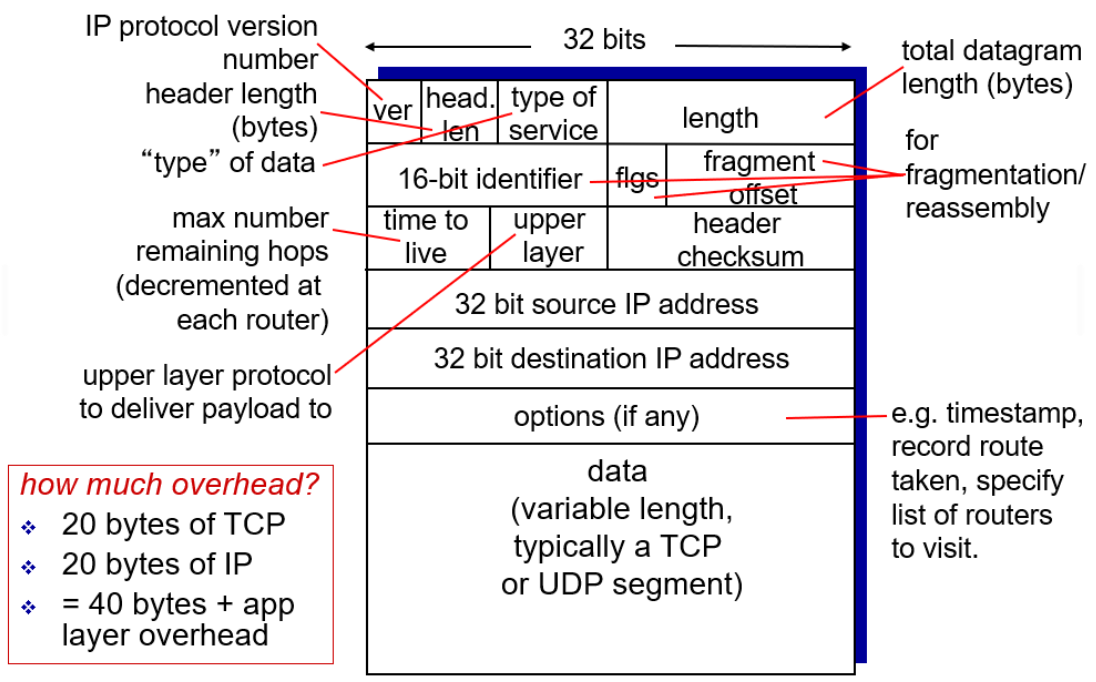 IP protocol version
number
header length
(bytes)
“type” of data
max number
remaining hops
(decremented at
each router)
upper layer protocol
to deliver payload to
how much overhead?
❖ 20 bytes of TCP
❖ 20 bytes of IP
❖ = 40 bytes + app
layer overhead
32 bits
ver
head.
len
type of
service
length
16-bit identifier
flgs
fragment
offset
time to
live
upper
layer
header
checksum
32 bit source IP address
32 bit destination IP address
options (if any)
data
(variable length,
typically a TCP
or UDP segment)
total datagram
length (bytes)
for
fragmentation/
reassembly
e.g. timestamp,
record route
taken, specify
list of routers
to visit.